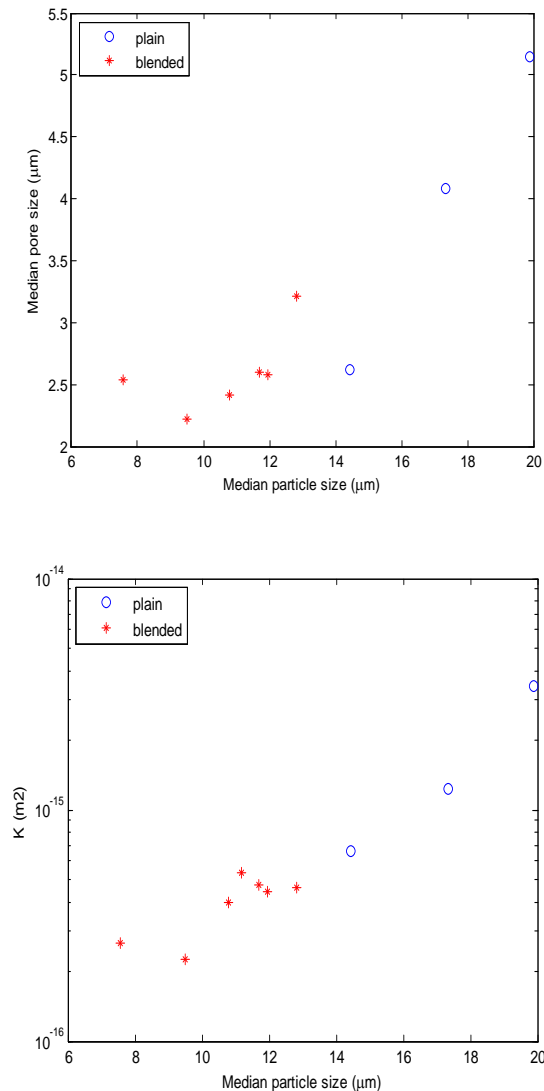 5.5
5
4.5
4
3.5
3
2.5
2
Median pore size (μm)
plain
blended
6 8 10 12 14 16 18 20
Median particle size (μm)
10^-14
10^-15
10^-16
K (m2)
plain
blended
6 8 10 12 14 16 18 20
Median particle size (μm)